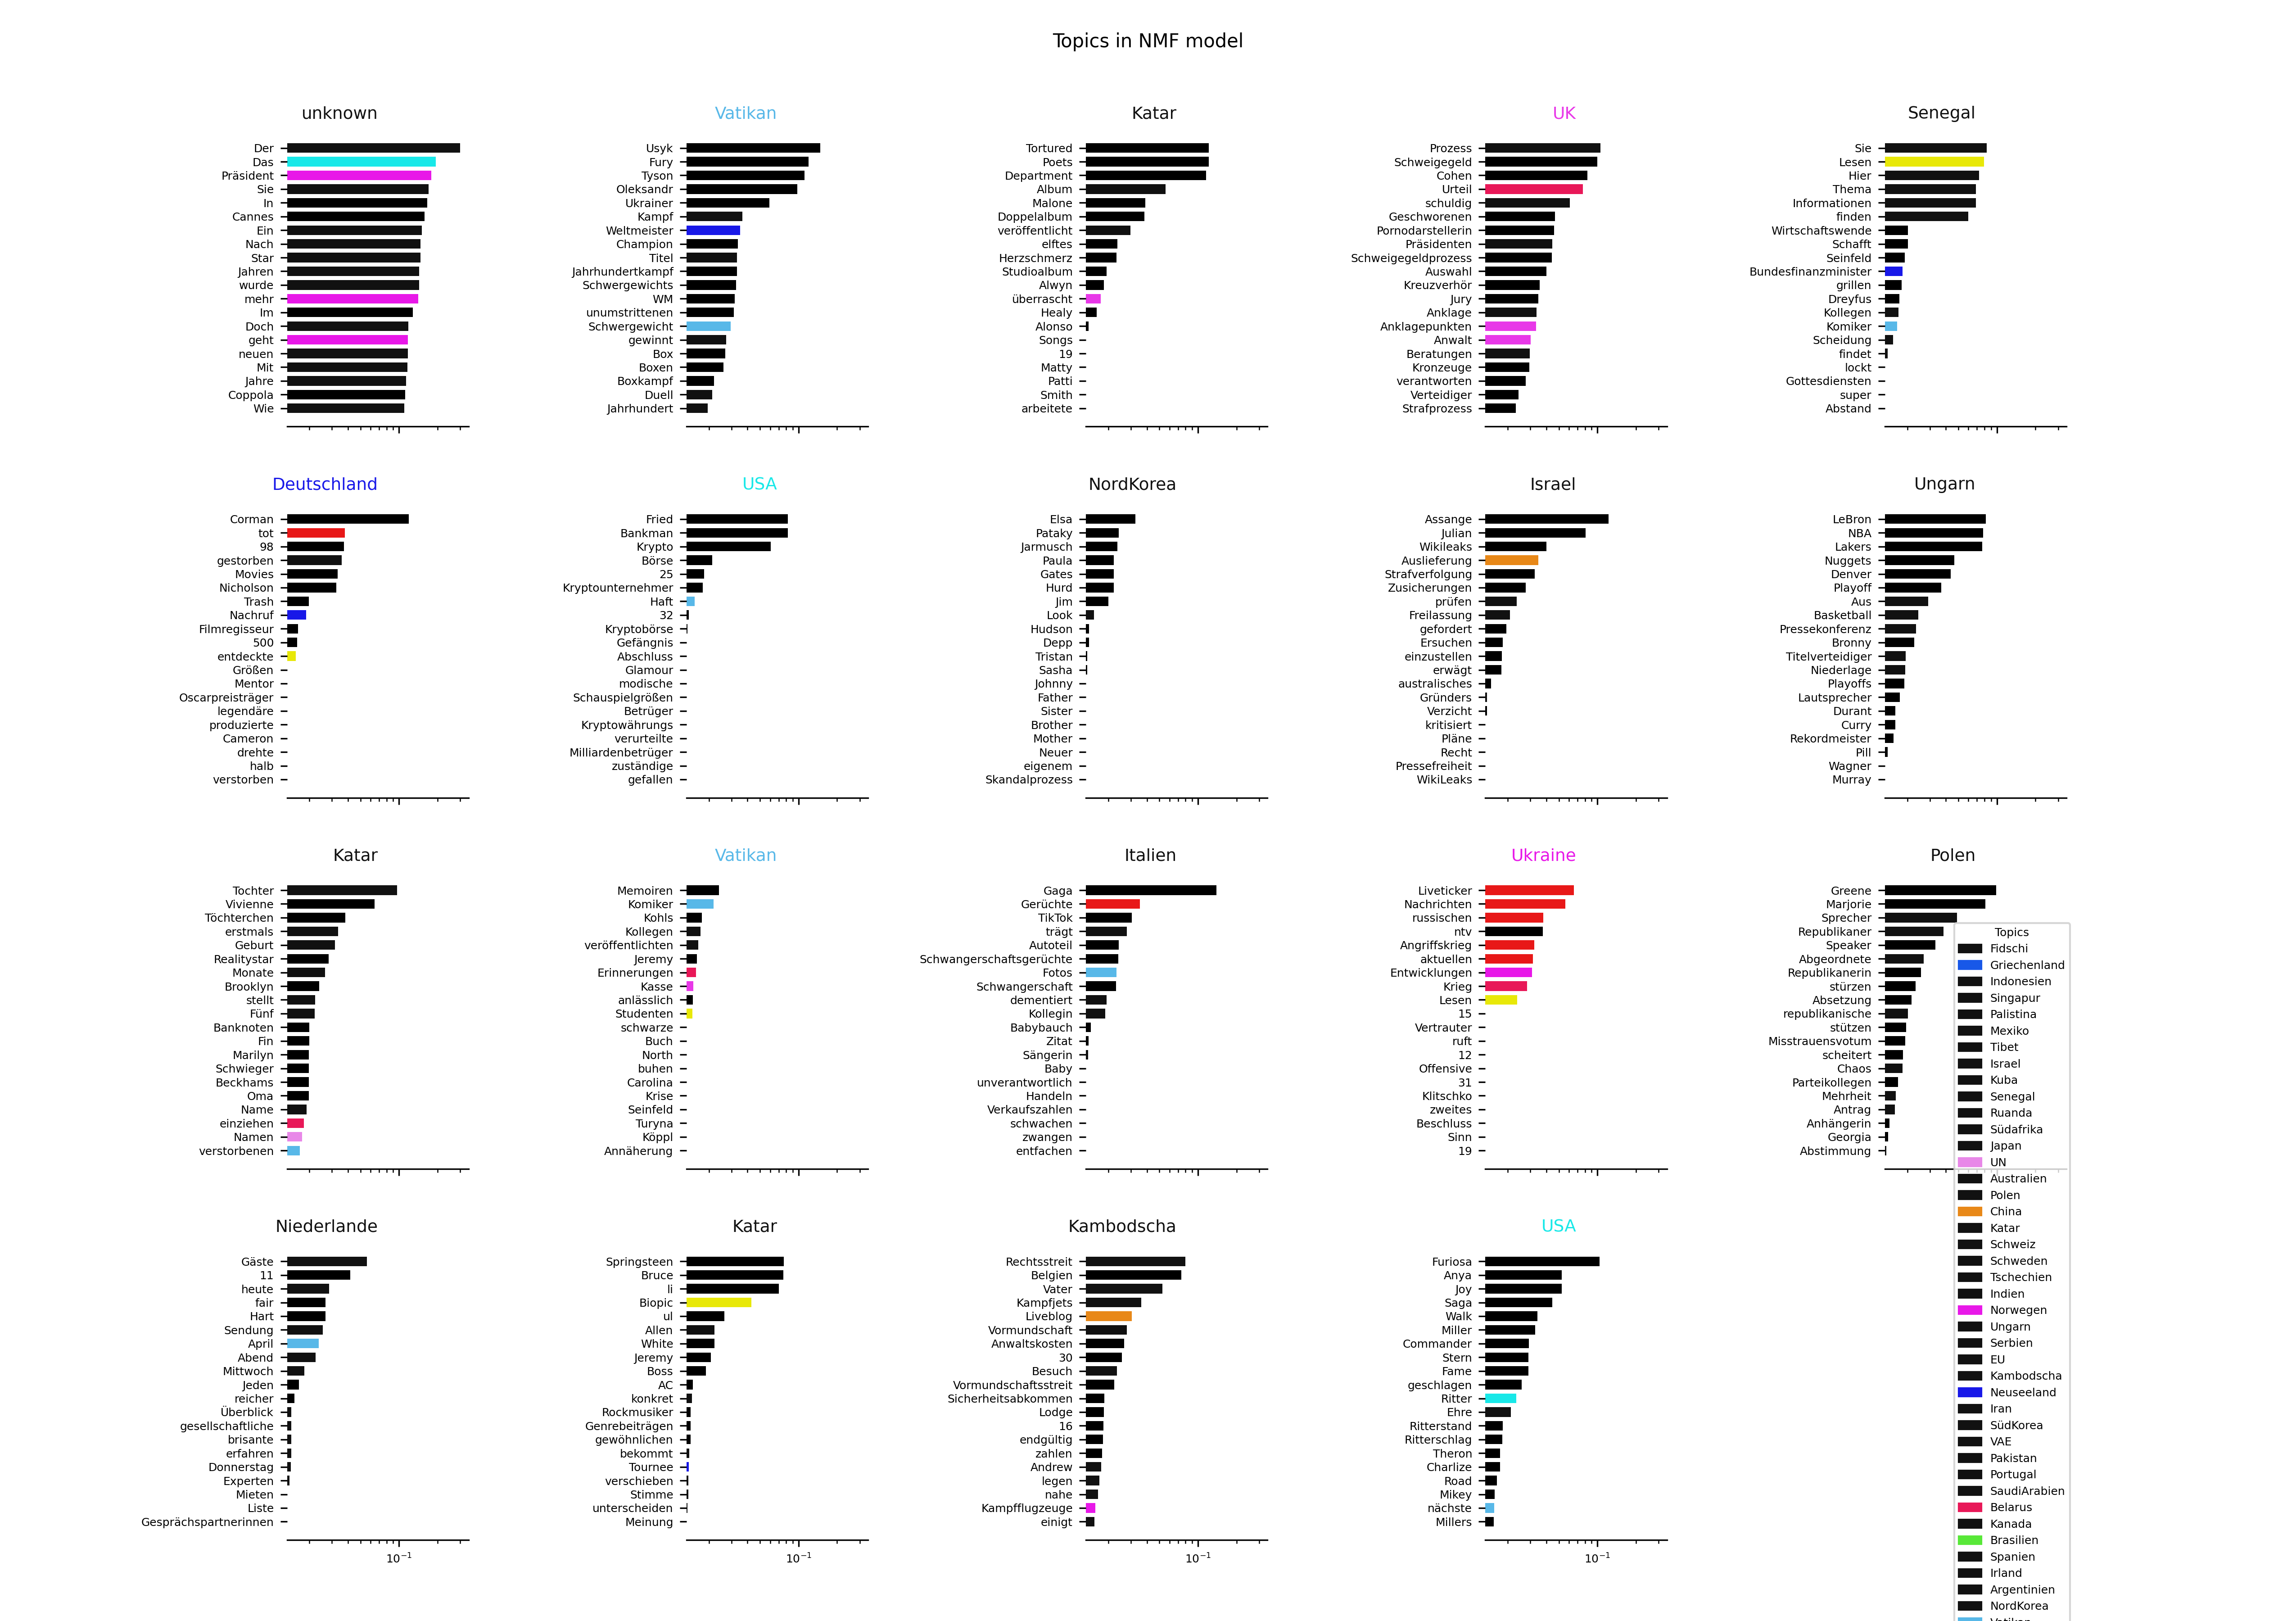 Topics in NMF model
unknown
Der
Das
Präsident
Sie
In
Cannes
Ein
Nach
Star
Jahren
wurde
mehr
Im
Doch
geht
neuen
Mit
Jahre
Coppola
Wie
Vatikan
Usyk
Fury
Tyson
Oleksandr
Ukrainer
Kampf
Weltmeister
Champion
Titel
Jahrhundertkampf
Schwergewichts
WM
unumstrittenen
Schwergewicht
gewinnt
Box
Boxen
Boxkampf
Duell
Jahrhundert
Katar
Tortured
Poets
Department
Album
Malone
Doppelalbum
veröffentlicht
elftes
Herzschmerz
Studioalbum
Alwyn
überrascht
Healy
Alonso
Songs
19
Matty
Patti
Smith
arbeitete
UK
Prozess
Schweigegeld
Cohen
Urteil
schuldig
Geschworenen
Pornodarstellerin
Präsidenten
Schweigegeldprozess
Auswahl
Kreuzverhör
Jury
Anklage
Anklagepunkten
Anwalt
Beratungen
Kronzeuge
verantworten
Verteidiger
Strafprozess
Senegal
Sie
Lesen
Hier
Thema
Informationen
finden
Wirtschaftswende
Schafft
Seinfeld
Bundesfinanzminister
grillen
Dreyfus
Kollegen
Komiker
Scheidung
findet
lockt
Gottesdiensten
super
Abstand
Deutschland
Corman
tot
98
gestorben
Movies
Nicholson
Trash
Nachruf
Filmregisseur
500
entdeckte
Größen
Mentor
Oscarpreisträger
legendäre
produzierte
Cameron
drehte
halb
verstorben
USA
Fried
Bankman
Krypto
Börse
25
Kryptounternehmer
Haft
32
Kryptobörse
Gefängnis
Abschluss
Glamour
modische
Schauspielgrößen
Betrüger
Kryptowährungs
verurteilte
Milliardenbetrüger
zuständige
gefallen
NordKorea
Elsa
Pataky
Jarmusch
Paula
Gates
Hurd
Jim
Look
Hudson
Depp
Tristan
Sasha
Johnny
Father
Sister
Brother
Mother
Neuer
eigenem
Skandalprozess
Israel
Assange
Julian
Wikileaks
Auslieferung
Strafverfolgung
Zusicherungen
prüfen
Freilassung
gefordert
Ersuchen
einzustellen
erwägt
australisches
Gründers
Verzicht
kritisiert
Pläne
Recht
Pressefreiheit
WikiLeaks
Ungarn
LeBron
NBA
Lakers
Nuggets
Denver
Playoff
Aus
Basketball
Pressekonferenz
Bronny
Titelverteidiger
Niederlage
Playoffs
Lautsprecher
Durant
Curry
Rekordmeister
Pill
Wagner
Murray
Katar
Tochter
Vivienne
Töchterchen
erstmals
Geburt
Realitystar
Monate
Brooklyn
stellt
Fünf
Banknoten
Fin
Marilyn
Schwieger
Beckhams
Oma
Name
einziehen
Namen
verstorbenen
Vatikan
Memoiren
Komiker
Kohls
Kollegen
veröffentlichten
Jeremy
Erinnerungen
Kasse
anlässlich
Studenten
schwarze
Buch
North
buhen
Carolina
Krise
Seinfeld
Turyna
Köppl
Annäherung
Italien
Gaga
Gerüchte
TikTok
trägt
Autoteil
Schwangerschaftsgerüchte
Fotos
Schwangerschaft
dementiert
Kollegin
Babybauch
Zitat
Sängerin
Baby
unverantwortlich
Handeln
Verkaufszahlen
schwachen
zwangen
entfachen
Ukraine
Liveticker
Nachrichten
russischen
ntv
Angriffskrieg
aktuellen
Entwicklungen
Krieg
Lesen
15
Vertrauter
ruft
12
Offensive
31
Klitschko
zweites
Beschluss
Sinn
19
Polen
Greene
Marjorie
Sprecher
Republikaner
Speaker
Abgeordnete
Republikanerin
stürzen
Absetzung
republikanische
stützen
Misstrauensvotum
scheitert
Chaos
Parteikollegen
Mehrheit
Antrag
Anhängerin
Georgia
Abstimmung
Niederlande
Gäste
11
heute
fair
Hart
Sendung
April
Abend
Mittwoch
Jeden
reicher
Überblick
gesellschaftliche
brisante
erfahren
Donnerstag
Experten
Mieten
Liste
Gesprächspartnerinnen
10⁻¹
Katar
Springsteen
Bruce
li
Biopic
ul
Allen
White
Jeremy
Boss
AC
konkret
Rockmusiker
Genrebeiträgen
gewöhnlichen
bekommt
Tournee
verschieben
Stimme
unterscheiden
Meinung
10⁻¹
Kambodscha
Rechtsstreit
Belgien
Vater
Kampfjets
Liveblog
Vormundschaft
Anwaltskosten
30
Besuch
Vormundschaftsstreit
Sicherheitsabkommen
Lodge
16
endgültig
zahlen
Andrew
legen
nahe
Kampfflugzeuge
einigt
10⁻¹
USA
Furiosa
Anya
Joy
Saga
Walk
Miller
Commander
Stern
Fame
geschlagen
Ritter
Ehre
Ritterstand
Ritterschlag
Theron
Charlize
Road
Mikey
nächste
Millers
10⁻¹
Topics
Fidschi
Griechenland
Indonesien
Singapur
Palistina
Mexiko
Tibet
Israel
Kuba
Senegal
Ruanda
Südafrika
Japan
UN
Australien
Polen
China
Katar
Schweiz
Schweden
Tschechien
Indien
Norwegen
Ungarn
Serbien
EU
Kambodscha
Neuseeland
Iran
SüdKorea
VAE
Pakistan
Portugal
SaudiArabien
Belarus
Kanada
Brasilien
Spanien
Irland
Argentinien
NordKorea